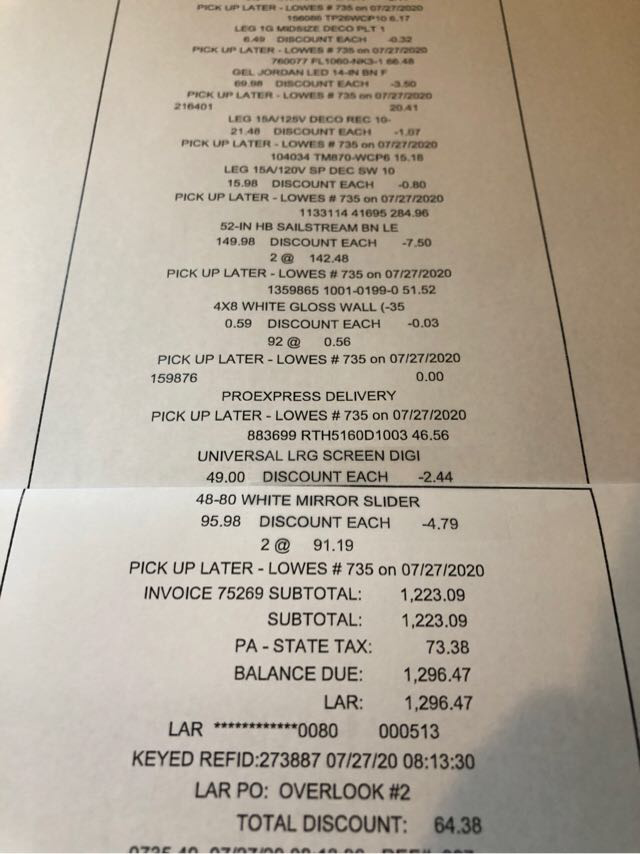 PICK UP LATER - LOWES # 735 on 07/27/2020
156086 TP26WCP10 6.17
LEG 1G MIDSIZE DECO PLT 1
6.49 DISCOUNT EACH -0.32
PICK UP LATER - LOWES # 735 on 07/27/2020
760077 FL1060-NK3-1 66.48
GEL JORDAN LED 14-IN BN F
69.98 DISCOUNT EACH -3.50
PICK UP LATER - LOWES # 735 on 07/27/2020
216401 20.41
LEG 15A/125V DECO REC 10-
21.48 DISCOUNT EACH -1.07
PICK UP LATER - LOWES # 735 on 07/27/2020
104034 TM870-WCP6 15.18
LEG 15A/120V SP DEC SW 10
15.98 DISCOUNT EACH -0.80
PICK UP LATER - LOWES # 735 on 07/27/2020
1133114 41695 284.96
52-IN HB SAILSTREAM BN LE
149.98 DISCOUNT EACH -7.50
2 @ 142.48
PICK UP LATER - LOWES # 735 on 07/27/2020
1359865 1001-0199-0 51.52
4X8 WHITE GLOSS WALL (-35
0.59 DISCOUNT EACH -0.03
92 @ 0.56
PICK UP LATER - LOWES # 735 on 07/27/2020
159876 0.00
PROEXPRESS DELIVERY
PICK UP LATER - LOWES # 735 on 07/27/2020
883699 RTH5160D1003 46.56
UNIVERSAL LRG SCREEN DIGI
49.00 DISCOUNT EACH -2.44
48-80 WHITE MIRROR SLIDER
95.98 DISCOUNT EACH -4.79
2 @ 91.19
PICK UP LATER - LOWES # 735 on 07/27/2020
INVOICE 75269 SUBTOTAL: 1,223.09
SUBTOTAL: 1,223.09
PA - STATE TAX: 73.38
BALANCE DUE: 1,296.47
LAR: 1,296.47
LAR ************0080 000513
KEYED REFID:273887 07/27/20 08:13:30
LAR PO: OVERLOOK #2
TOTAL DISCOUNT: 64.38